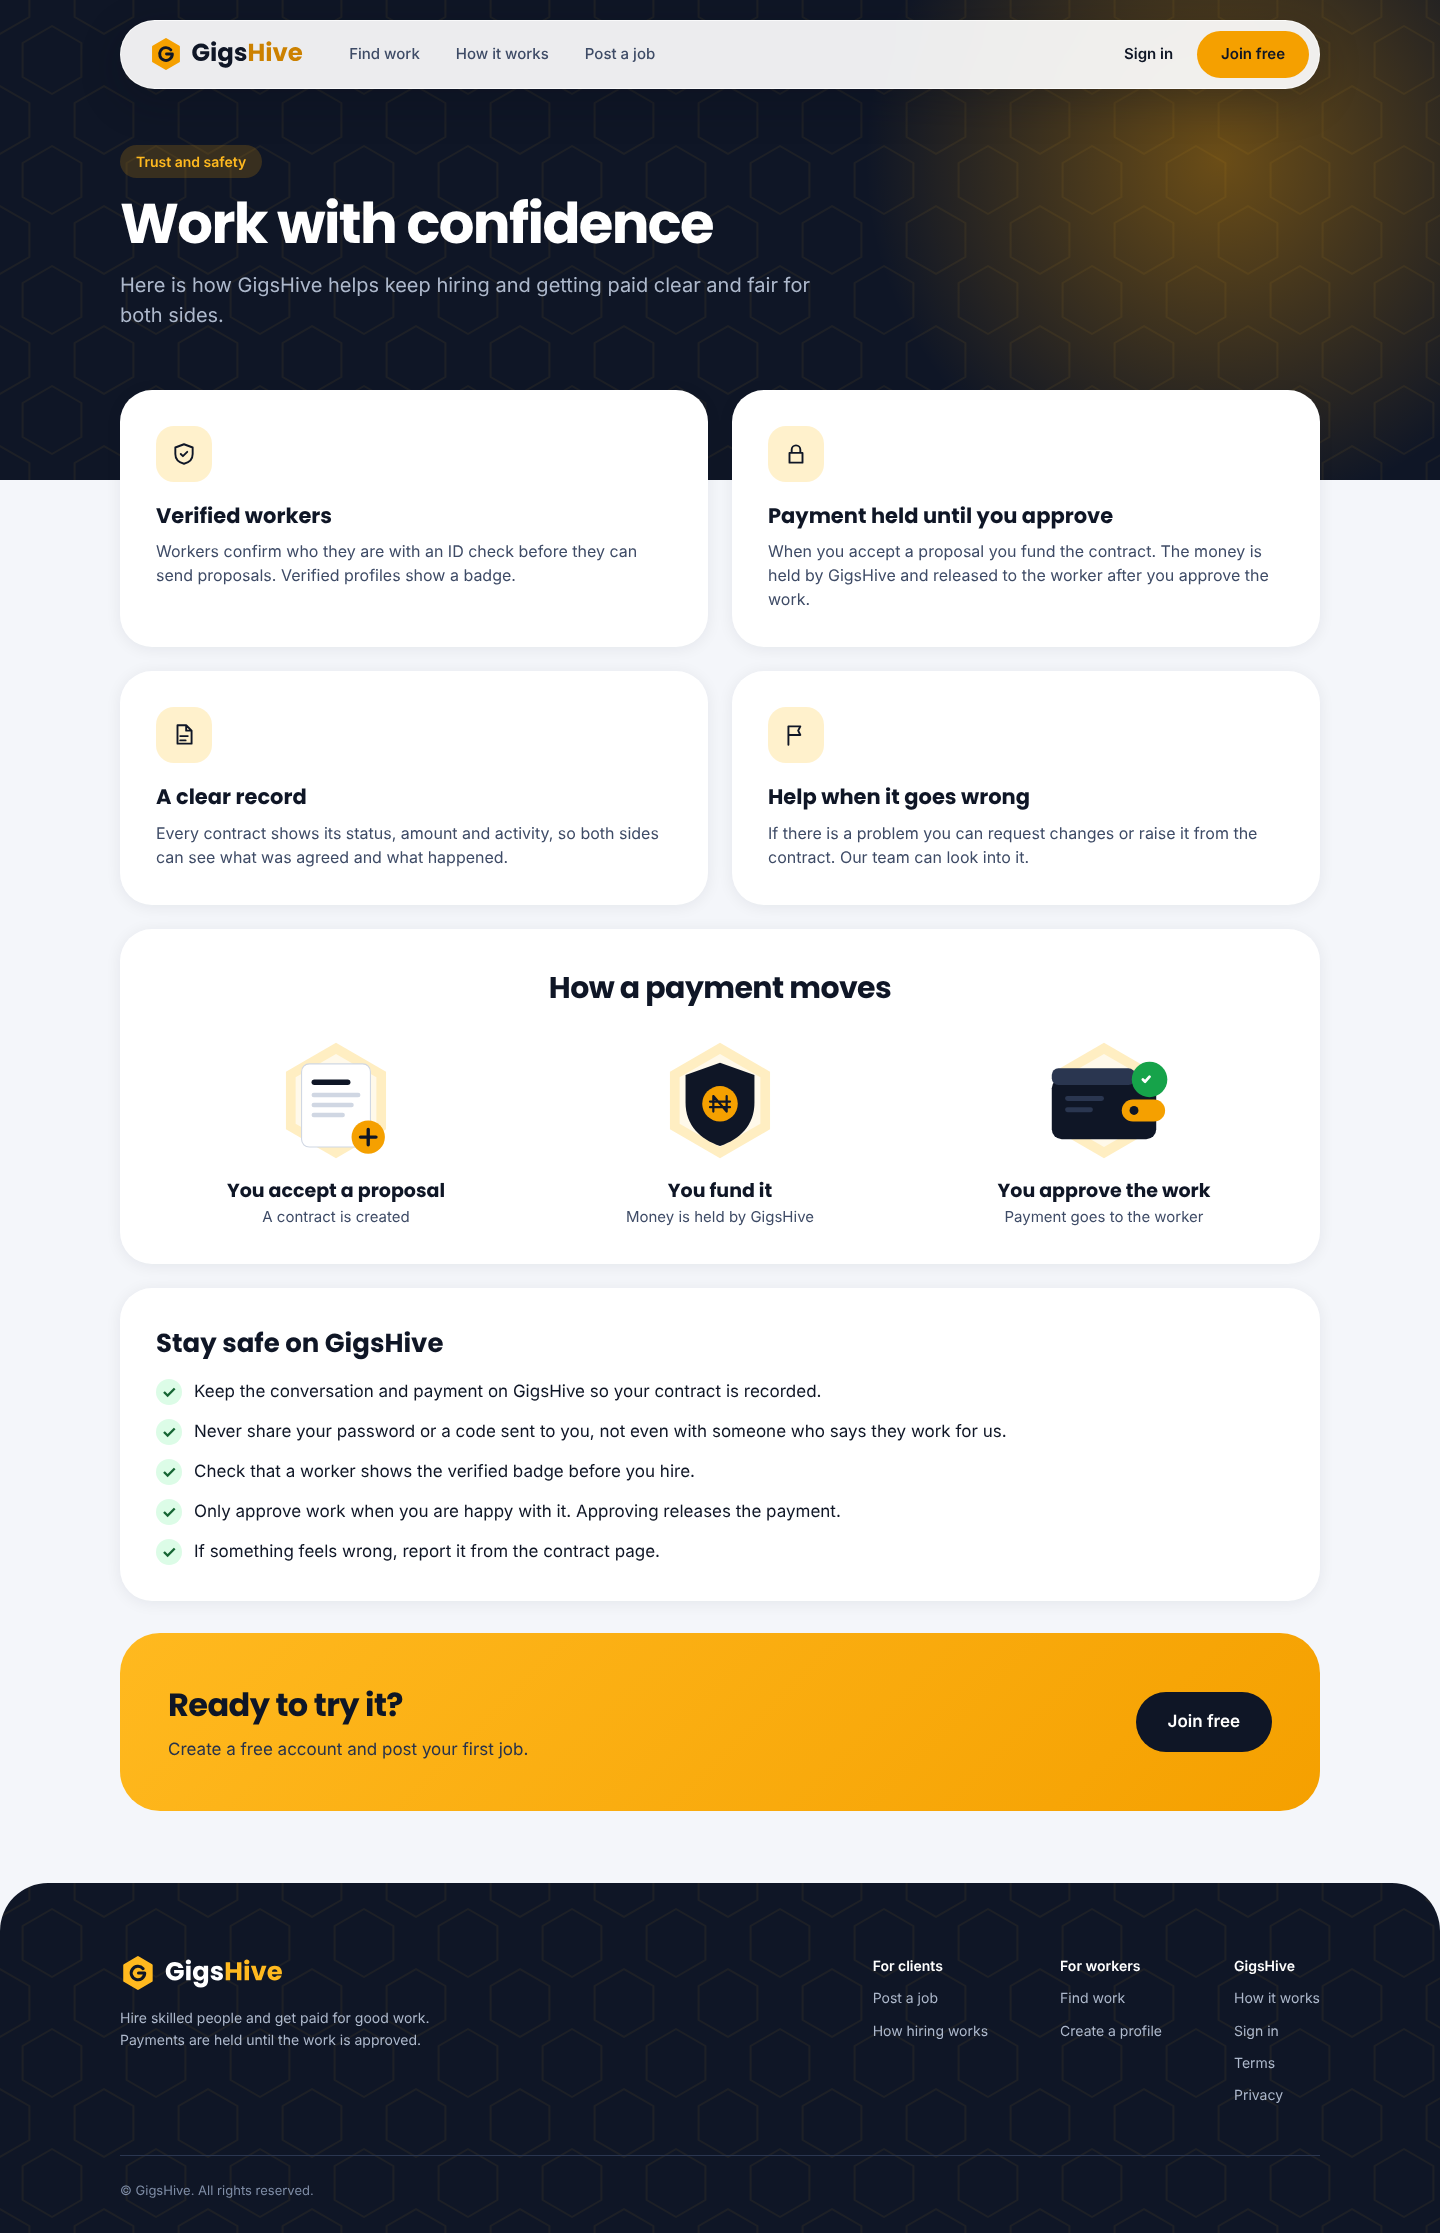 GigsHive
Find work
How it works
Post a job
Sign in
Join free
Trust and safety
Work with confidence
Here is how GigsHive helps keep hiring and getting paid clear and fair for
both sides.
Verified workers
Workers confirm who they are with an ID check before they can
send proposals. Verified profiles show a badge.
Payment held until you approve
When you accept a proposal you fund the contract. The money is
held by GigsHive and released to the worker after you approve the
work.
A clear record
Every contract shows its status, amount and activity, so both sides
can see what was agreed and what happened.
Help when it goes wrong
If there is a problem you can request changes or raise it from the
contract. Our team can look into it.
How a payment moves
₦
You accept a proposal
A contract is created
You fund it
Money is held by GigsHive
You approve the work
Payment goes to the worker
Stay safe on GigsHive
Keep the conversation and payment on GigsHive so your contract is recorded.
Never share your password or a code sent to you, not even with someone who says they work for us.
Check that a worker shows the verified badge before you hire.
Only approve work when you are happy with it. Approving releases the payment.
If something feels wrong, report it from the contract page.
Ready to try it?
Create a free account and post your first job.
Join free
GigsHive
Hire skilled people and get paid for good work.
Payments are held until the work is approved.
For clients
Post a job
How hiring works
For workers
Find work
Create a profile
GigsHive
How it works
Sign in
Terms
Privacy
© GigsHive. All rights reserved.